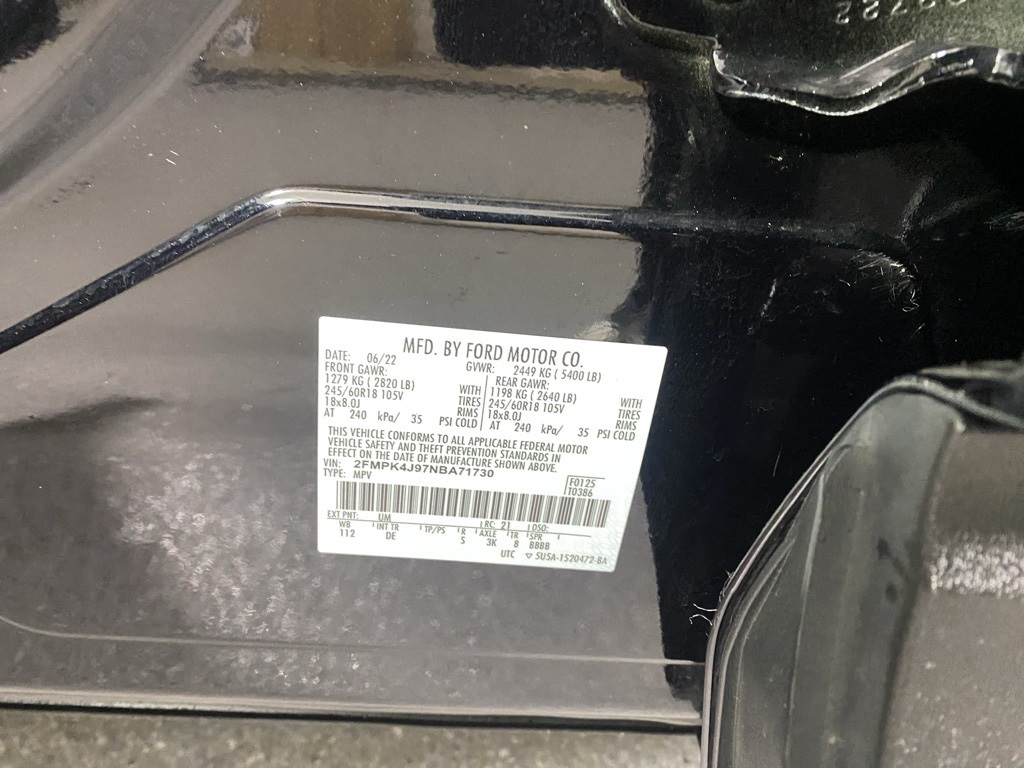 MFD. BY FORD MOTOR CO.
DATE: 06/22 GVWR: 2449 KG ( 5400 LB)
FRONT GAWR: REAR GAWR:
1279 KG ( 2820 LB) WITH 1198 KG ( 2640 LB) WITH
245/60R18 105V TIRES 245/60R18 105V TIRES
18x8.0J RIMS 18x8.0J RIMS
AT 240 kPa/ 35 PSI COLD AT 240 kPa/ 35 PSI COLD
THIS VEHICLE CONFORMS TO ALL APPLICABLE FEDERAL MOTOR
VEHICLE SAFETY AND THEFT PREVENTION STANDARDS IN
EFFECT ON THE DATE OF MANUFACTURE SHOWN ABOVE.
VIN: 2FMPK4J97NBA71730
TYPE: MPV
F0125
T0386
EXT PNT: UM RC: 21 DSO:
WB INT TR TP/PS R AXLE TR SPR
112 DE S 3K 8 BBBB
UTC ▽ 5USA-1520472-BA